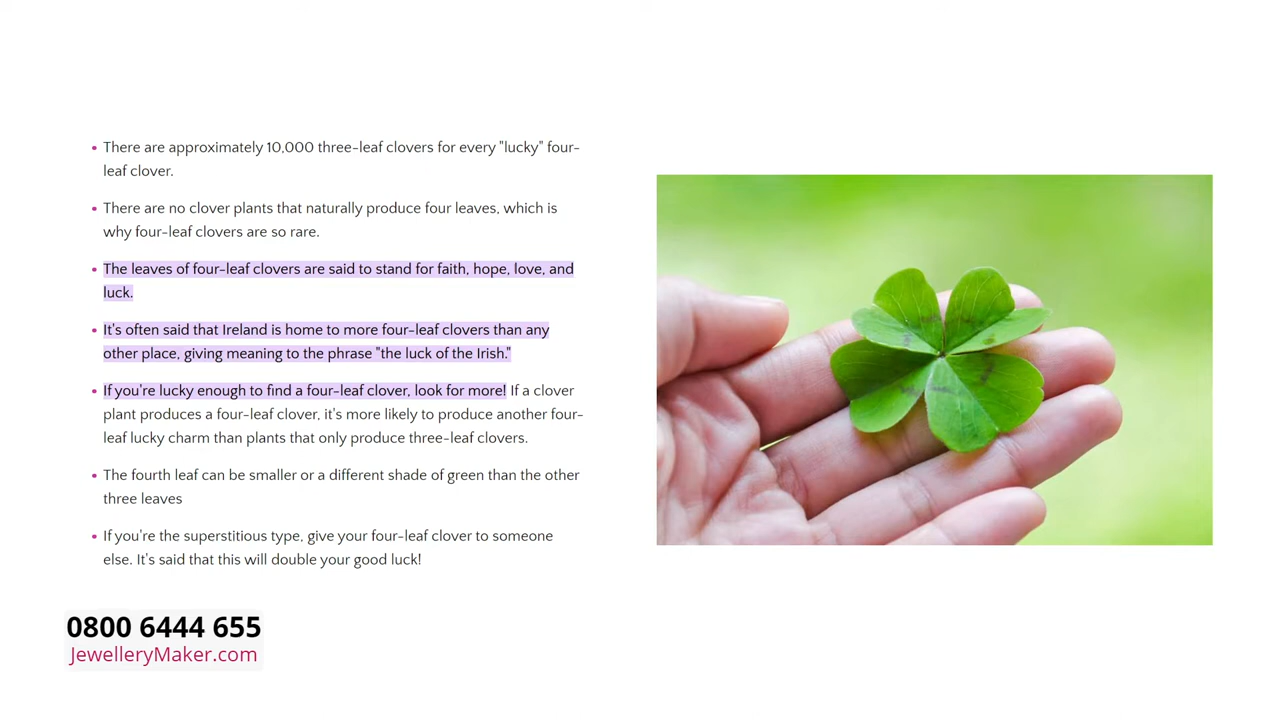 • There are approximately 10,000 three-leaf clovers for every "lucky" four-
leaf clover.
• There are no clover plants that naturally produce four leaves, which is
why four-leaf clovers are so rare.
• The leaves of four-leaf clovers are said to stand for faith, hope, love, and
luck.
• It's often said that Ireland is home to more four-leaf clovers than any
other place, giving meaning to the phrase "the luck of the Irish."
• If you're lucky enough to find a four-leaf clover, look for more! If a clover
plant produces a four-leaf clover, it's more likely to produce another four-
leaf lucky charm than plants that only produce three-leaf clovers.
• The fourth leaf can be smaller or a different shade of green than the other
three leaves
• If you're the superstitious type, give your four-leaf clover to someone
else. It's said that this will double your good luck!
0800 6444 655
JewelleryMaker.com